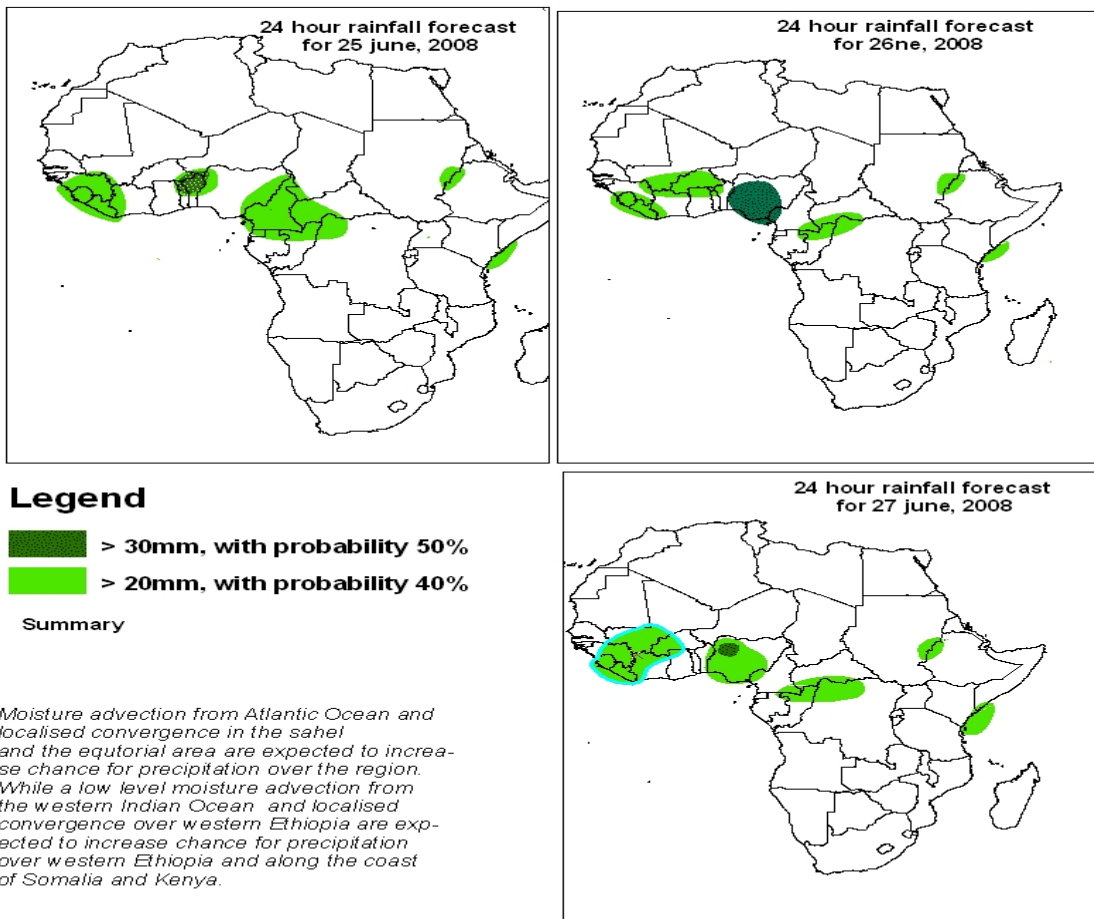 24 hour rainfall forecast
for 25 june, 2008
24 hour rainfall forecast
for 26ne, 2008
Legend
> 30mm, with probability 50%
> 20mm, with probability 40%
Summary
Moisture advection from Atlantic Ocean and
localised convergence in the sahel
and the equtorial area are expected to increa-
se chance for precipitation over the region.
While a low level moisture advection from
the western Indian Ocean and localised
convergence over western Ethiopia are exp-
ected to increase chance for precipitation
over western Ethiopia and along the coast
of Somalia and Kenya.
24 hour rainfall forecast
for 27 june, 2008